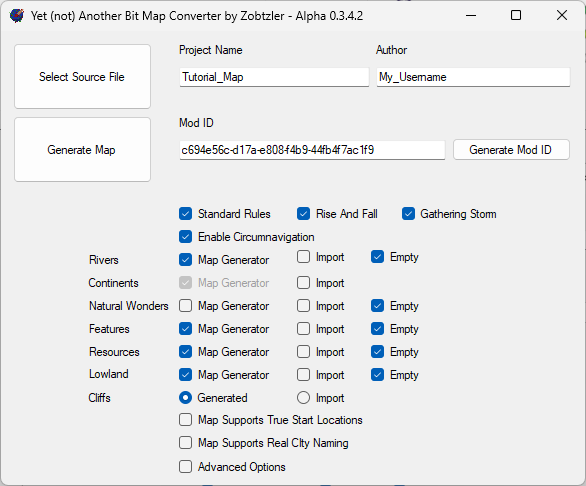 Yet (not) Another Bit Map Converter by Zobtzler - Alpha 0.3.4.2
Select Source File
Project Name Author
Tutorial_Map My_Username
Generate Map
Mod ID
c694e56c-d17a-e808-f4b9-44fb4f7ac1f9 Generate Mod ID
Standard Rules Rise And Fall Gathering Storm
Enable Circumnavigation
Rivers Map Generator Import Empty
Continents Map Generator Import
Natural Wonders Map Generator Import Empty
Features Map Generator Import Empty
Resources Map Generator Import Empty
Lowland Map Generator Import Empty
Cliffs Generated Import
Map Supports True Start Locations
Map Supports Real CIty Naming
Advanced Options